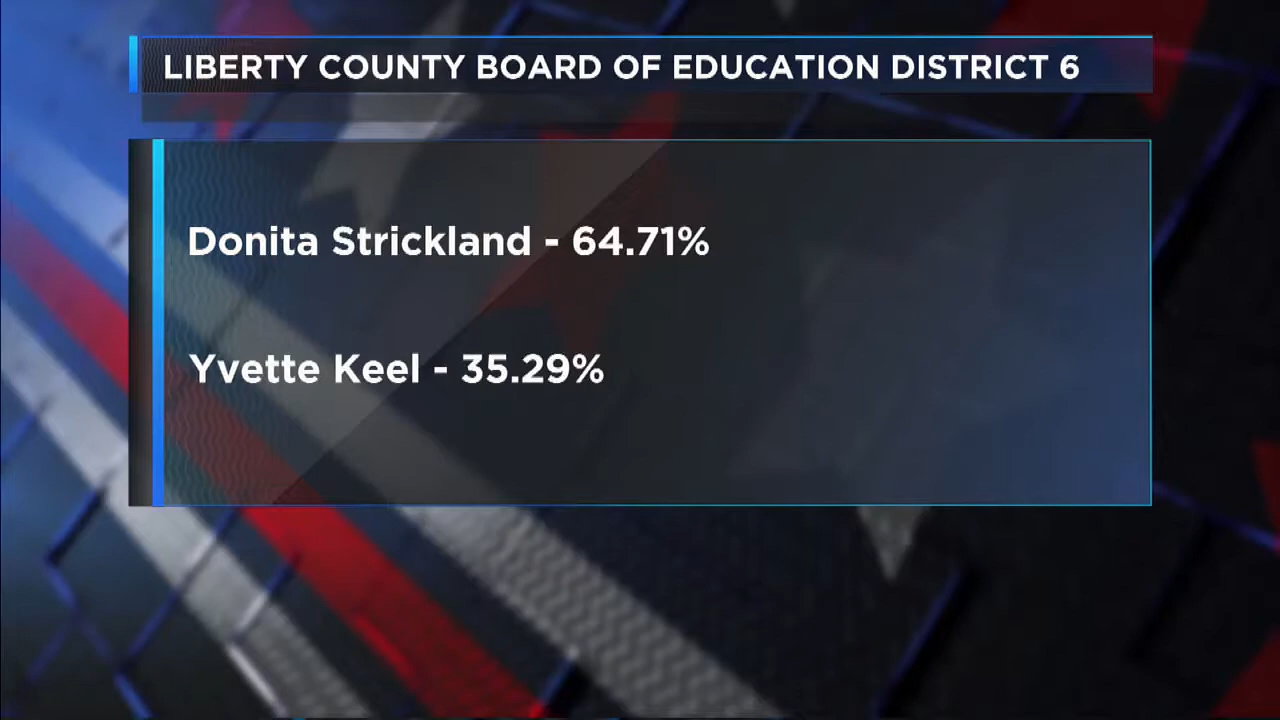 LIBERTY COUNTY BOARD OF EDUCATION DISTRICT 6
Donita Strickland - 64.71%
Yvette Keel - 35.29%